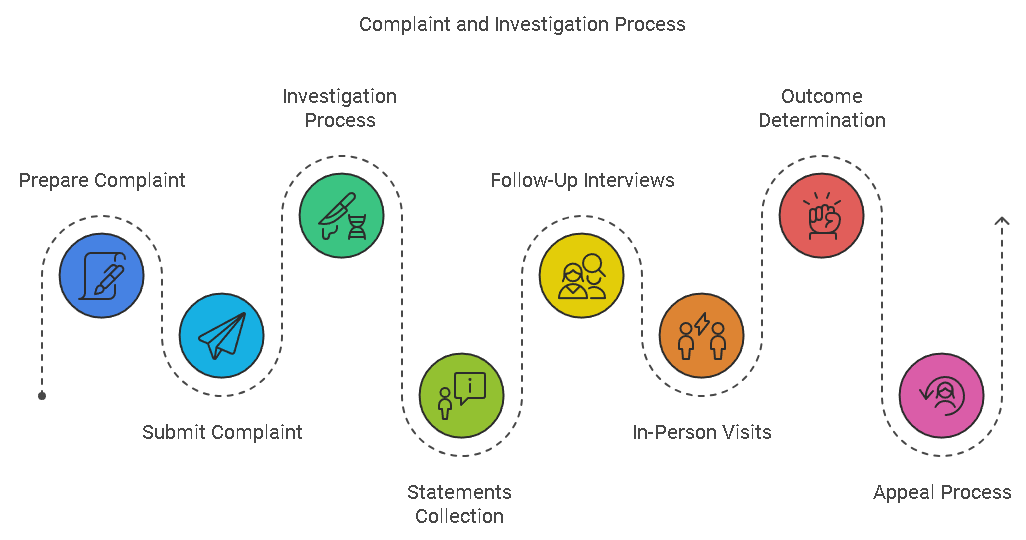 Complaint and Investigation Process
Prepare Complaint
Submit Complaint
Investigation
Process
Statements
Collection
Follow-Up Interviews
In-Person Visits
Outcome
Determination
Appeal Process
i